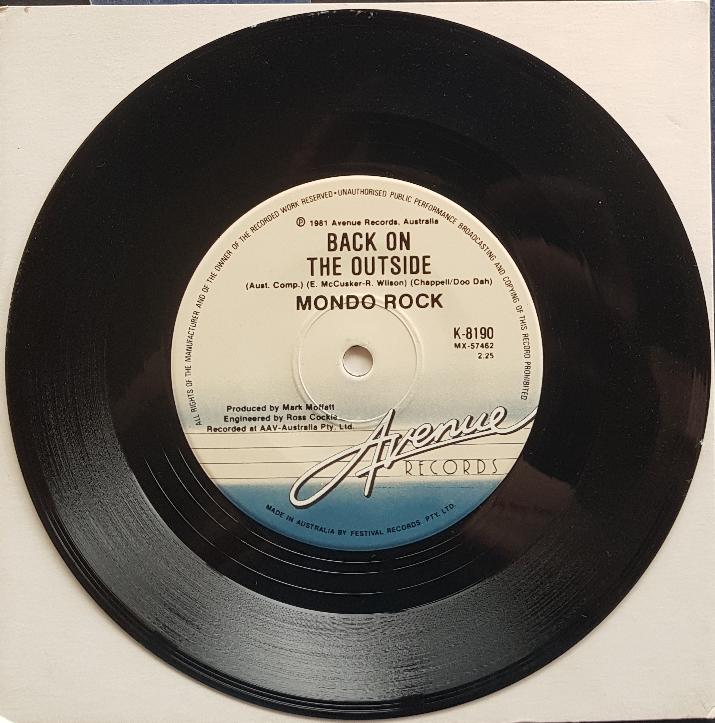 ALL RIGHTS OF THE MANUFACTURER AND OF THE OWNER OF THE RECORDED WORK RESERVED • UNAUTHORISED PUBLIC PERFORMANCE BROADCASTING AND COPYING OF THIS RECORD PROHIBITED
Ⓟ 1981 Avenue Records, Australia
BACK ON
THE OUTSIDE
(Aust. Comp.) (E. McCusker-R. Wilson) (Chappell/Doo Dah)
MONDO ROCK
K-8190
MX-57462
2.25
Produced by Mark Moffatt
Engineered by Ross Cockle
Recorded at AAV-Australia Pty. Ltd.
Avenue
RECORDS
MADE IN AUSTRALIA BY FESTIVAL RECORDS PTY. LTD.